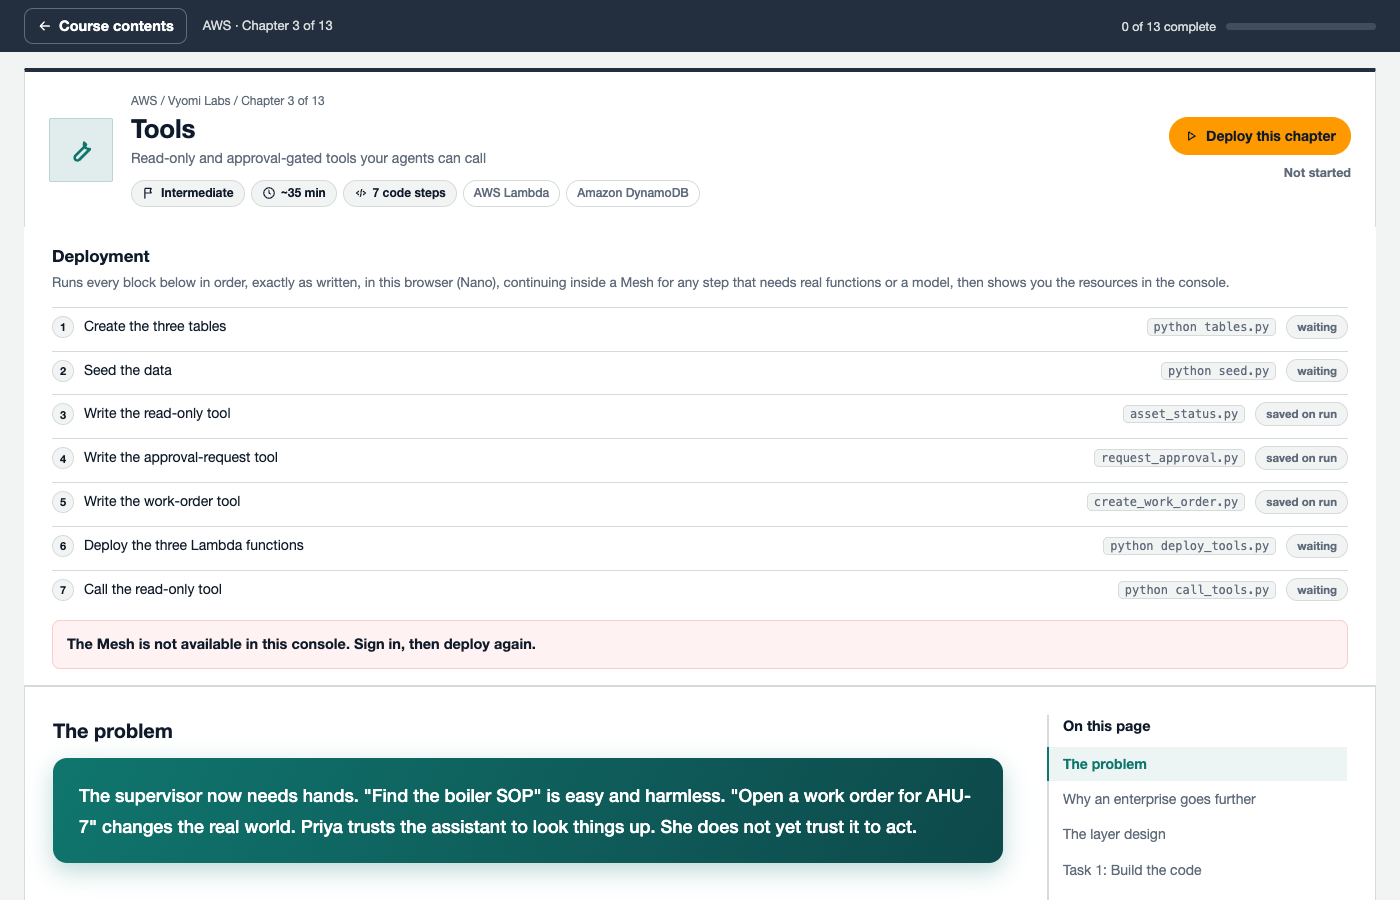 Course contents
AWS · Chapter 3 of 13
0 of 13 complete
AWS / Vyomi Labs / Chapter 3 of 13
Tools
Read-only and approval-gated tools your agents can call
Intermediate
~35 min
7 code steps
AWS Lambda
Amazon DynamoDB
Deploy this chapter
Not started
Deployment
Runs every block below in order, exactly as written, in this browser (Nano), continuing inside a Mesh for any step that needs real functions or a model, then shows you the resources in the console.
1 Create the three tables python tables.py waiting
2 Seed the data python seed.py waiting
3 Write the read-only tool asset_status.py saved on run
4 Write the approval-request tool request_approval.py saved on run
5 Write the work-order tool create_work_order.py saved on run
6 Deploy the three Lambda functions python deploy_tools.py waiting
7 Call the read-only tool python call_tools.py waiting
The Mesh is not available in this console. Sign in, then deploy again.
The problem
The supervisor now needs hands. "Find the boiler SOP" is easy and harmless. "Open a work order for AHU-
7" changes the real world. Priya trusts the assistant to look things up. She does not yet trust it to act.
On this page
The problem
Why an enterprise goes further
The layer design
Task 1: Build the code